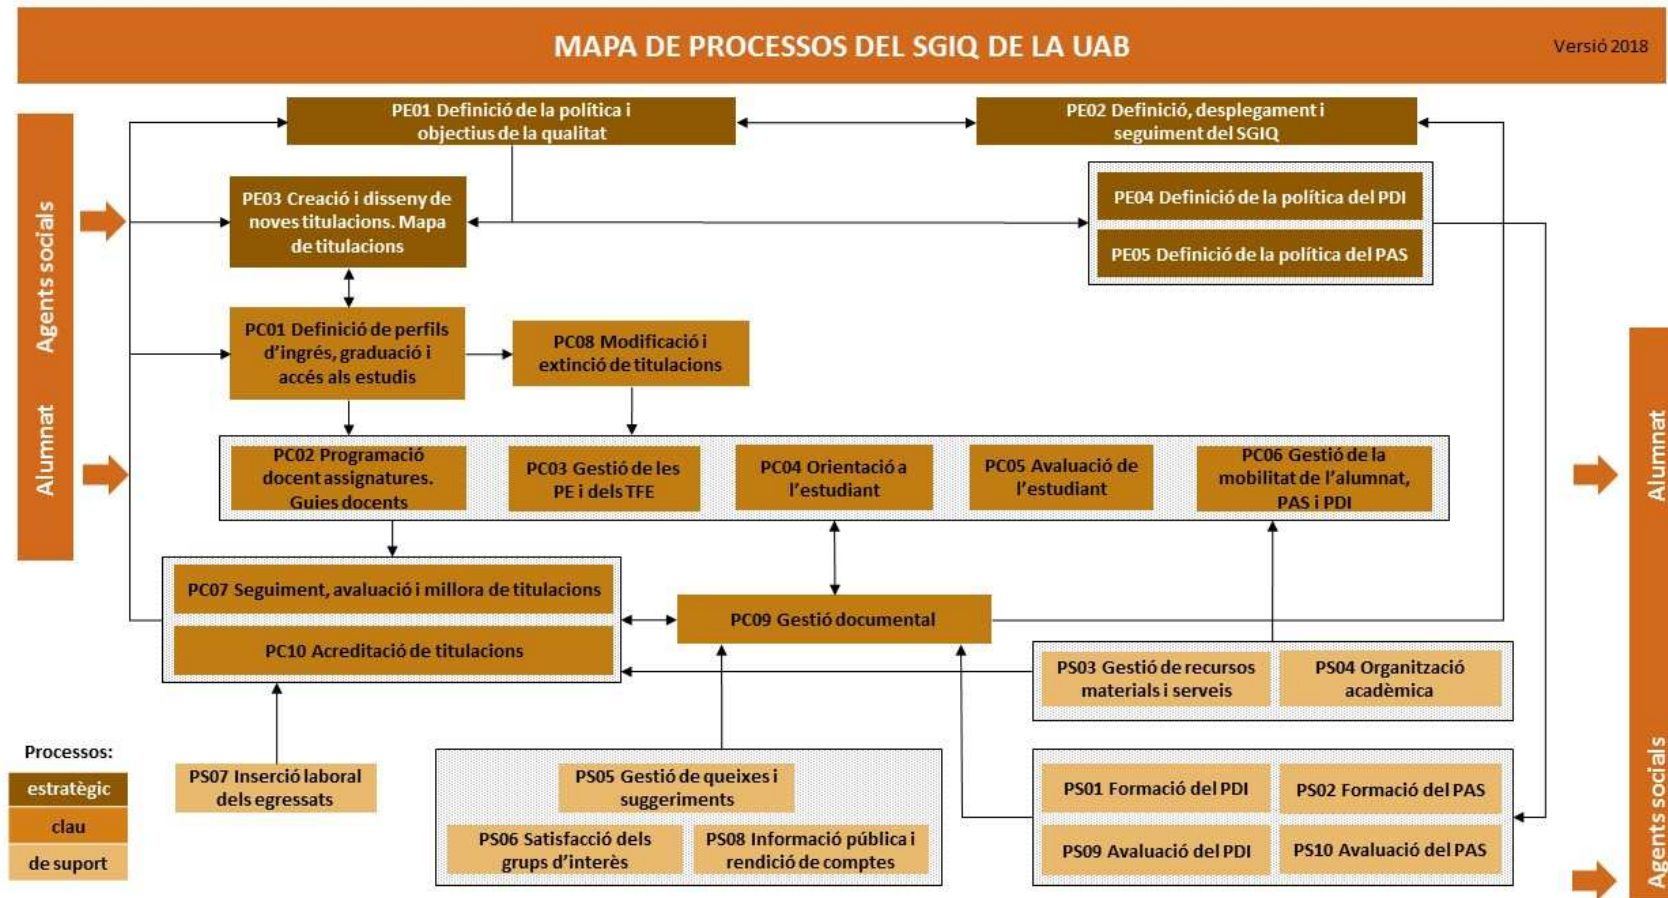 MAPA DE PROCESSOS DEL SGIQ DE LA UAB
Versió 2018
Agents socials
Alumnat
PE01 Definició de la política i
objectius de la qualitat
PE02 Definició, desplegament i
seguiment del SGIQ
PE03 Creació i disseny de
noves titulacions. Mapa
de titulacions
PE04 Definició de la política del PDI
PE05 Definició de la política del PAS
PC01 Definició de perfils
d'ingrés, graduació i
accés als estudis
PC08 Modificació i
extinció de titulacions
PC02 Programació
docent assignatures.
Guies docents
PC03 Gestió de les
PE i dels TFE
PC04 Orientació a
l'estudiant
PC05 Avaluació de
l'estudiant
PC06 Gestió de la
mobilitat de l'alumnat,
PAS i PDI
PC07 Seguiment, avaluació i millora de titulacions
PC10 Acreditació de titulacions
PC09 Gestió documental
PS03 Gestió de recursos
materials i serveis
PS04 Organització
acadèmica
PS07 Inserció laboral
dels egressats
PS05 Gestió de queixes i
suggeriments
PS06 Satisfacció dels
grups d'interès
PS08 Informació pública i
rendició de comptes
PS01 Formació del PDI
PS02 Formació del PAS
PS09 Avaluació del PDI
PS10 Avaluació del PAS
Processos:
estratègic
clau
de suport
Alumnat
Agents socials